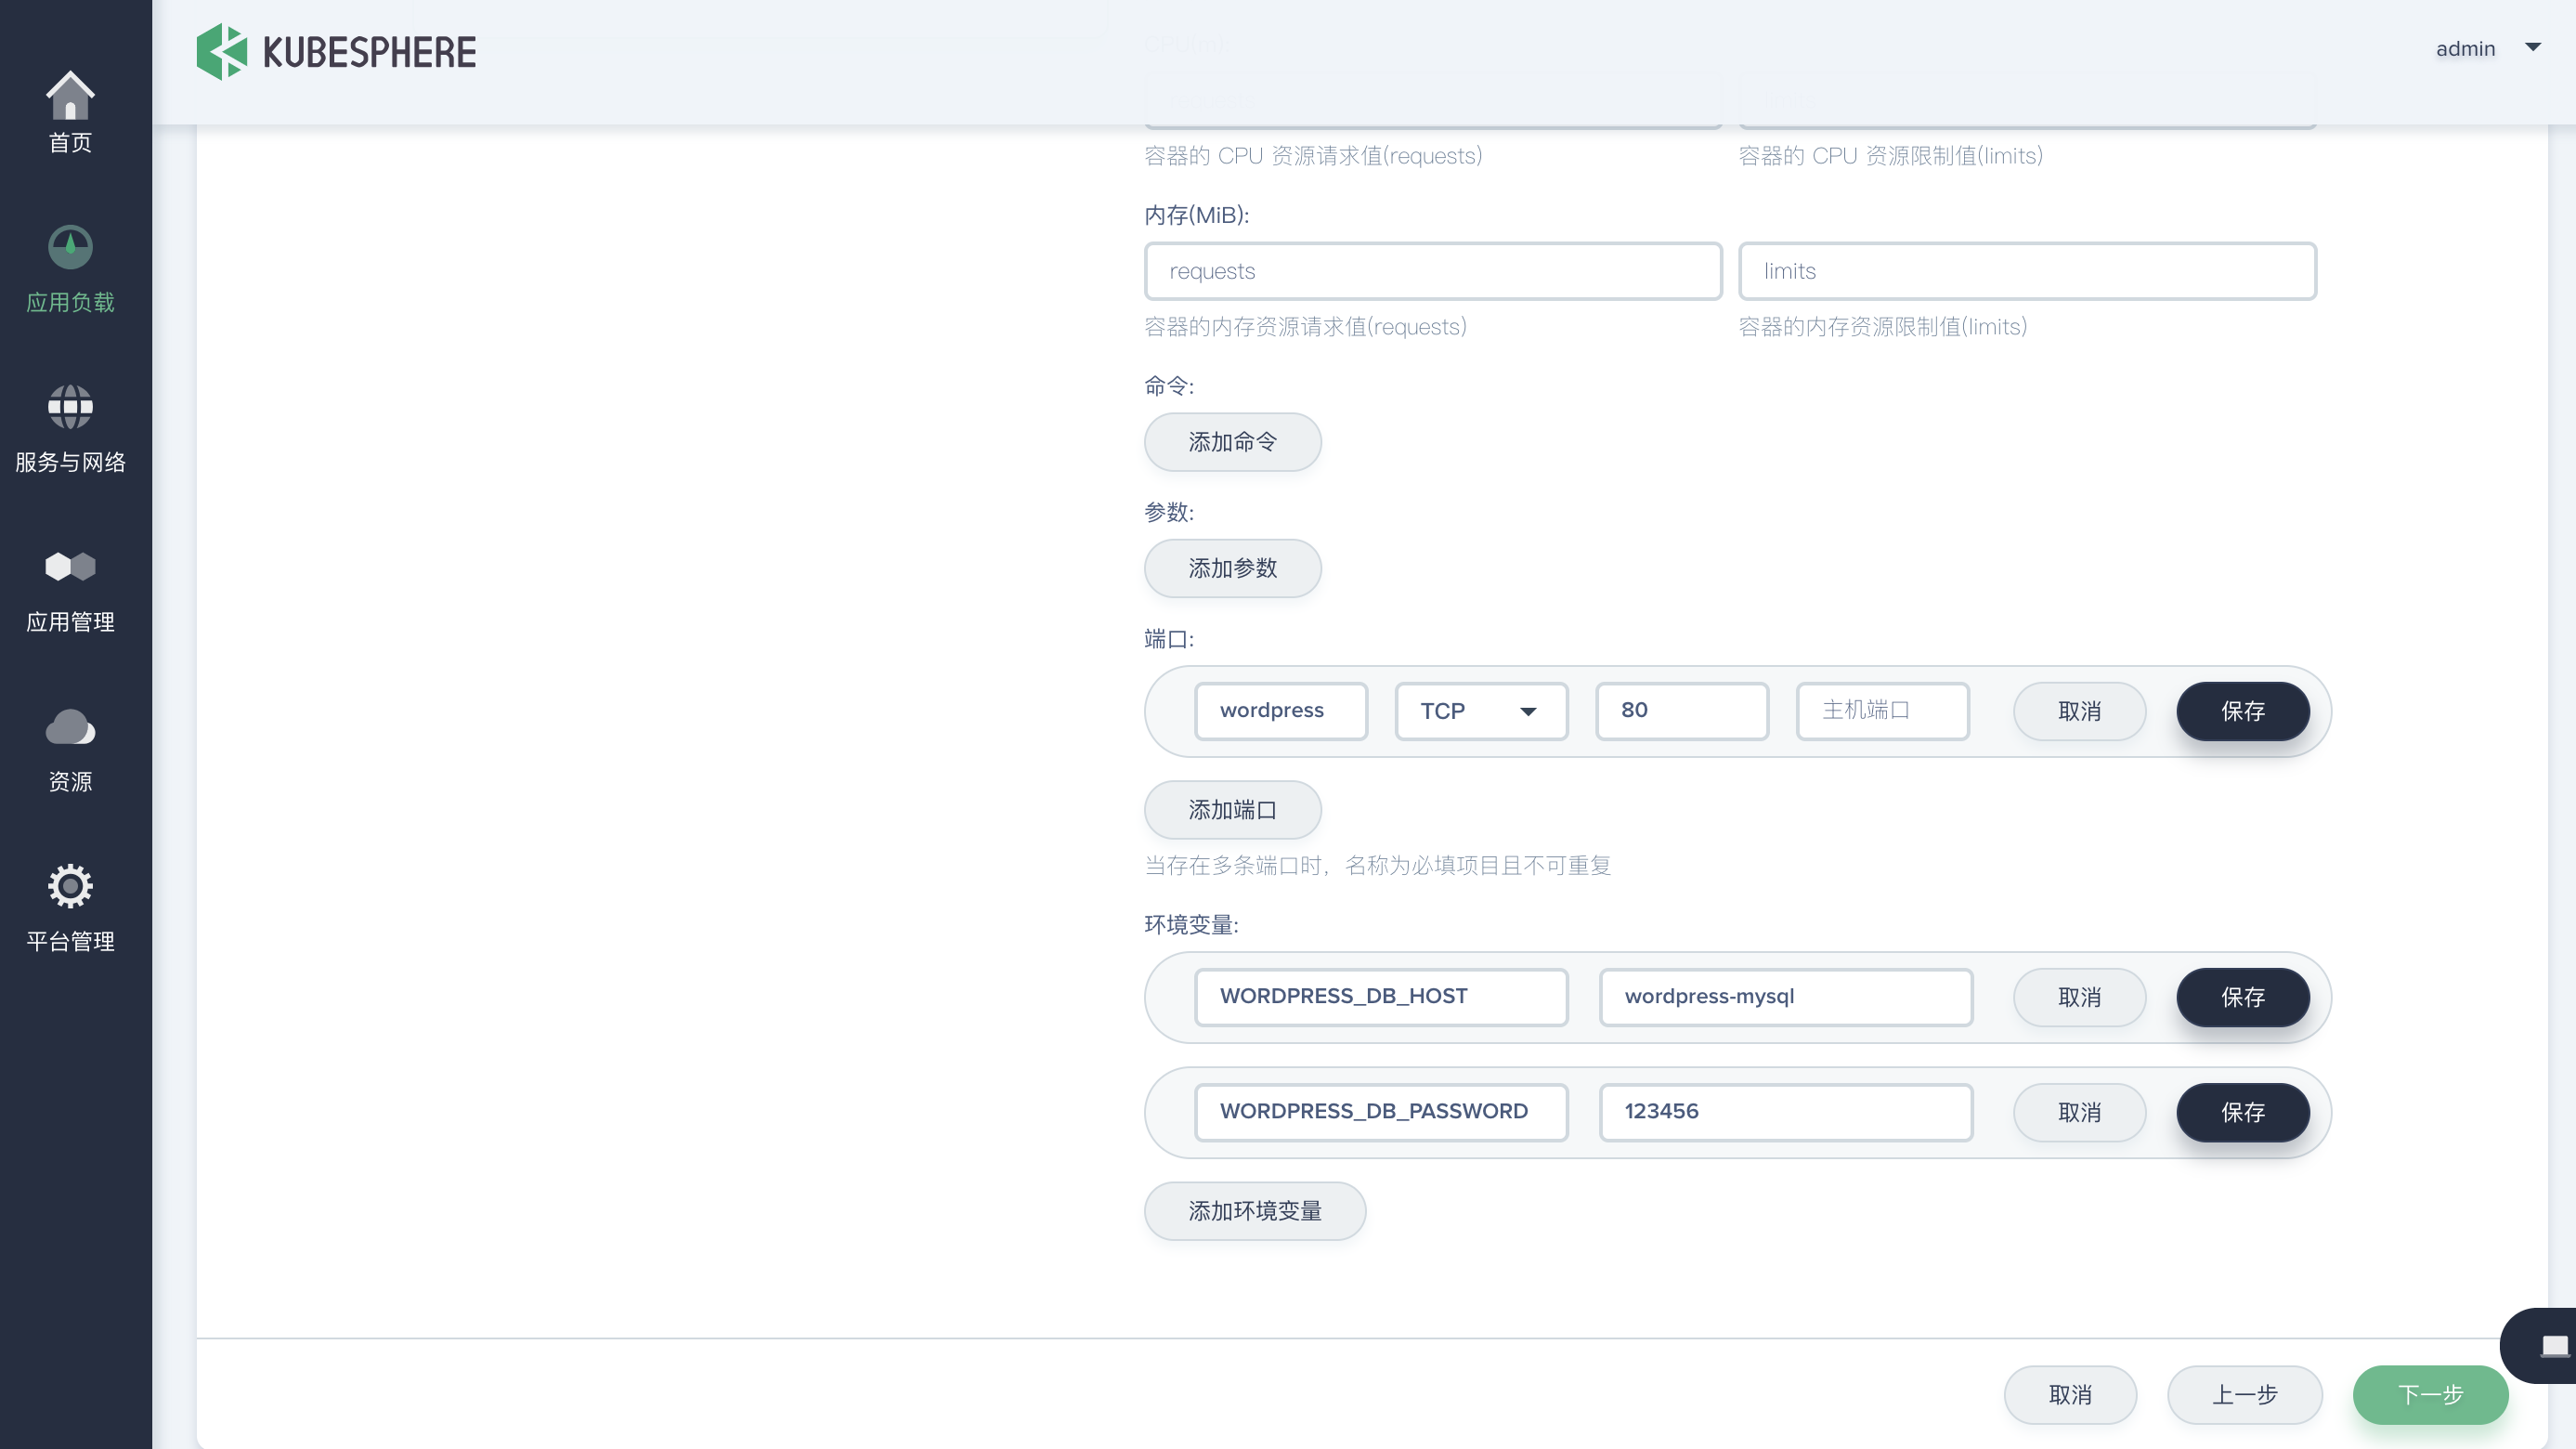 KUBESPHERE
admin
首页
应用负载
服务与网络
应用管理
资源
平台管理
容器的 CPU 资源请求值(requests) 容器的 CPU 资源限制值(limits)
内存(MiB):
requests limits
容器的内存资源请求值(requests) 容器的内存资源限制值(limits)
命令:
添加命令
参数:
添加参数
端口:
wordpress TCP 80 主机端口 取消 保存
添加端口
当存在多条端口时，名称为必填项目且不可重复
环境变量:
WORDPRESS_DB_HOST wordpress-mysql 取消 保存
WORDPRESS_DB_PASSWORD 123456 取消 保存
添加环境变量
取消 上一步 下一步